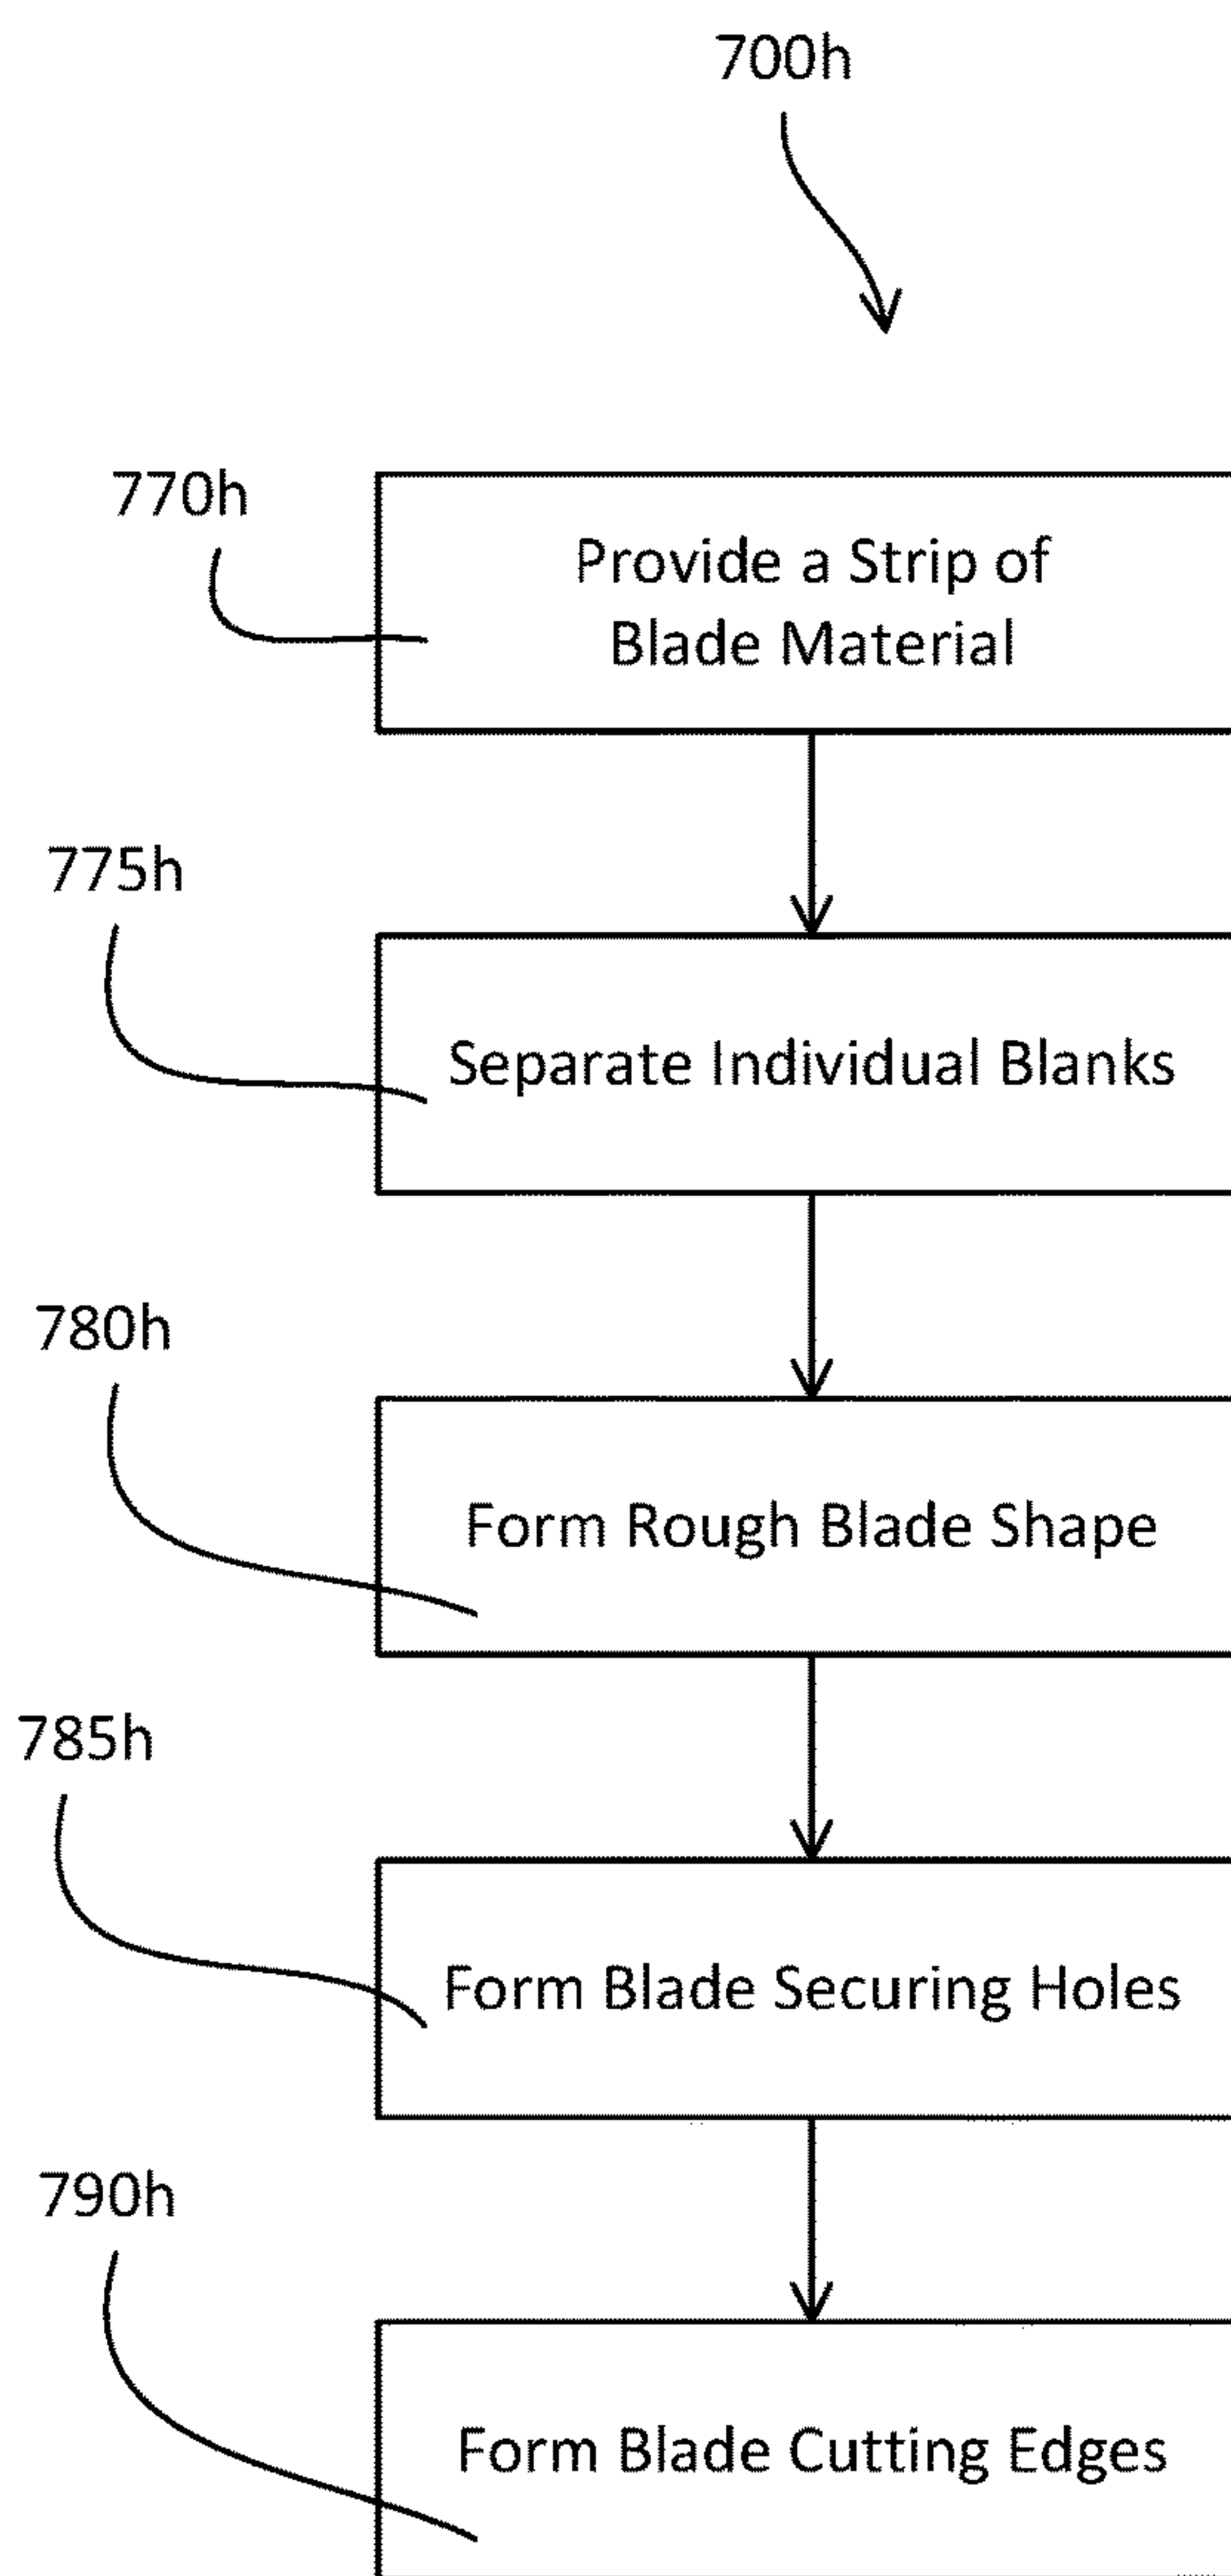 700h
770h
Provide a Strip of
Blade Material
775h
Separate Individual Blanks
780h
Form Rough Blade Shape
785h
Form Blade Securing Holes
790h
Form Blade Cutting Edges